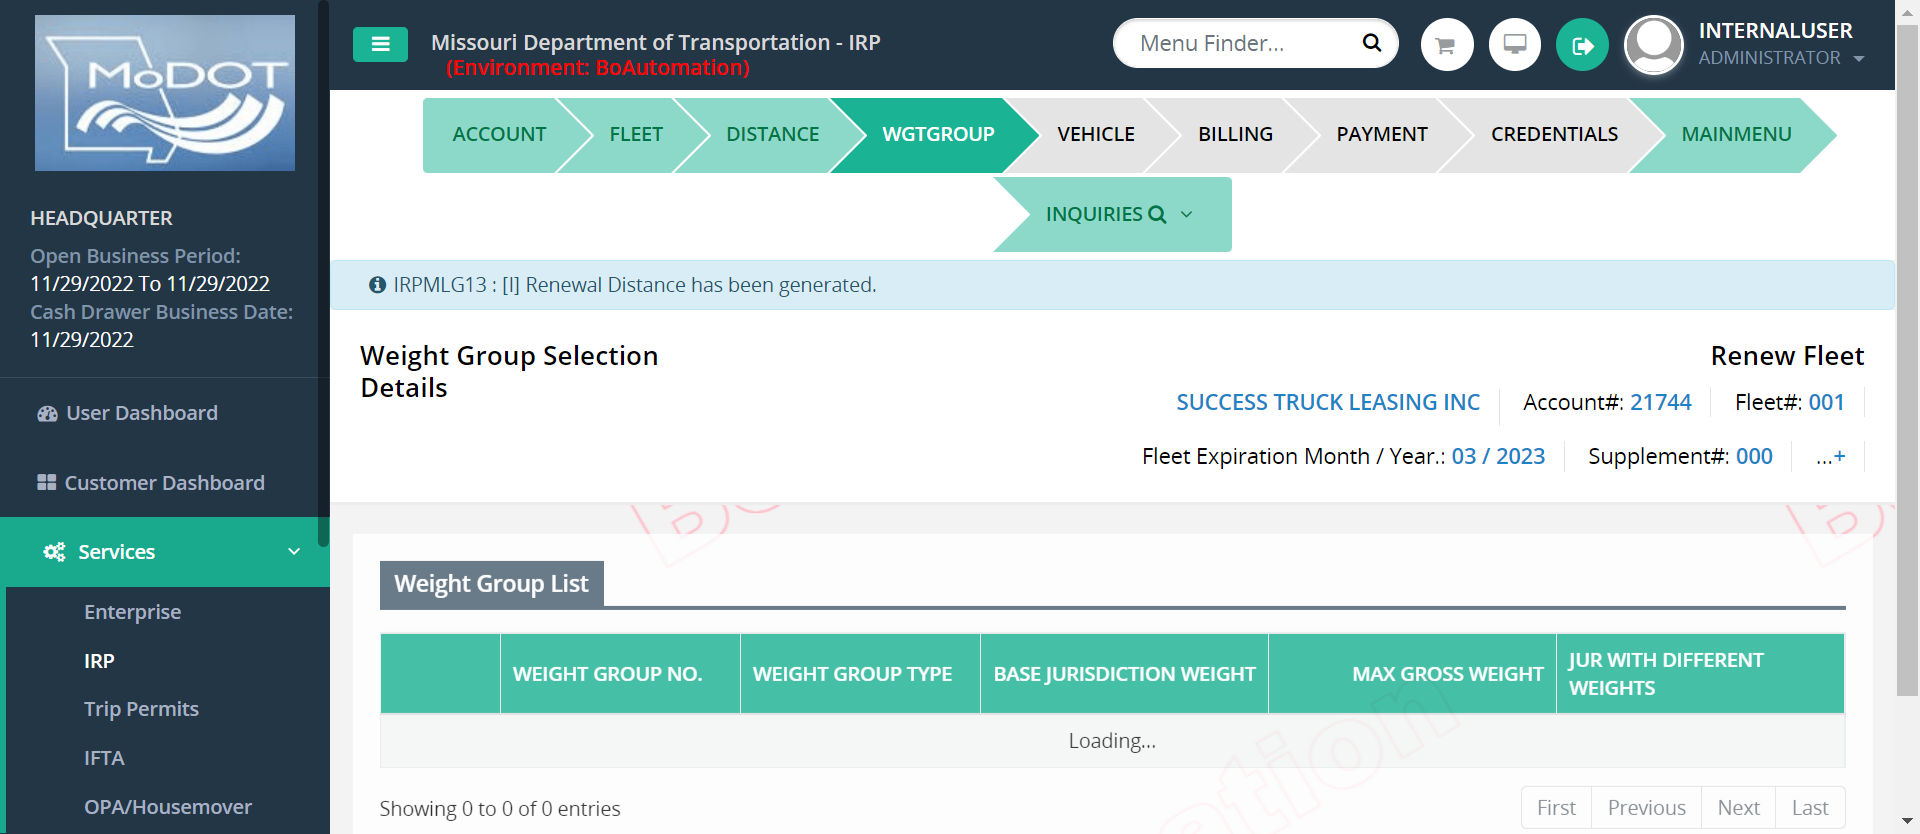 MoDOT
HEADQUARTER
Open Business Period:
11/29/2022 To 11/29/2022
Cash Drawer Business Date:
11/29/2022
User Dashboard
Customer Dashboard
Services
Enterprise
IRP
Trip Permits
IFTA
OPA/Housemover
Missouri Department of Transportation - IRP
(Environment: BoAutomation)
Menu Finder...
INTERNALUSER
ADMINISTRATOR
ACCOUNT
FLEET
DISTANCE
WGTGROUP
VEHICLE
BILLING
PAYMENT
CREDENTIALS
MAINMENU
INQUIRIES
IRPMLG13 : [I] Renewal Distance has been generated.
Weight Group Selection
Details
Renew Fleet
SUCCESS TRUCK LEASING INC
Account#: 21744
Fleet#: 001
Fleet Expiration Month / Year.: 03 / 2023
Supplement#: 000
...+
Weight Group List
WEIGHT GROUP NO.
WEIGHT GROUP TYPE
BASE JURISDICTION WEIGHT
MAX GROSS WEIGHT
JUR WITH DIFFERENT
WEIGHTS
Loading...
Showing 0 to 0 of 0 entries
First
Previous
Next
Last